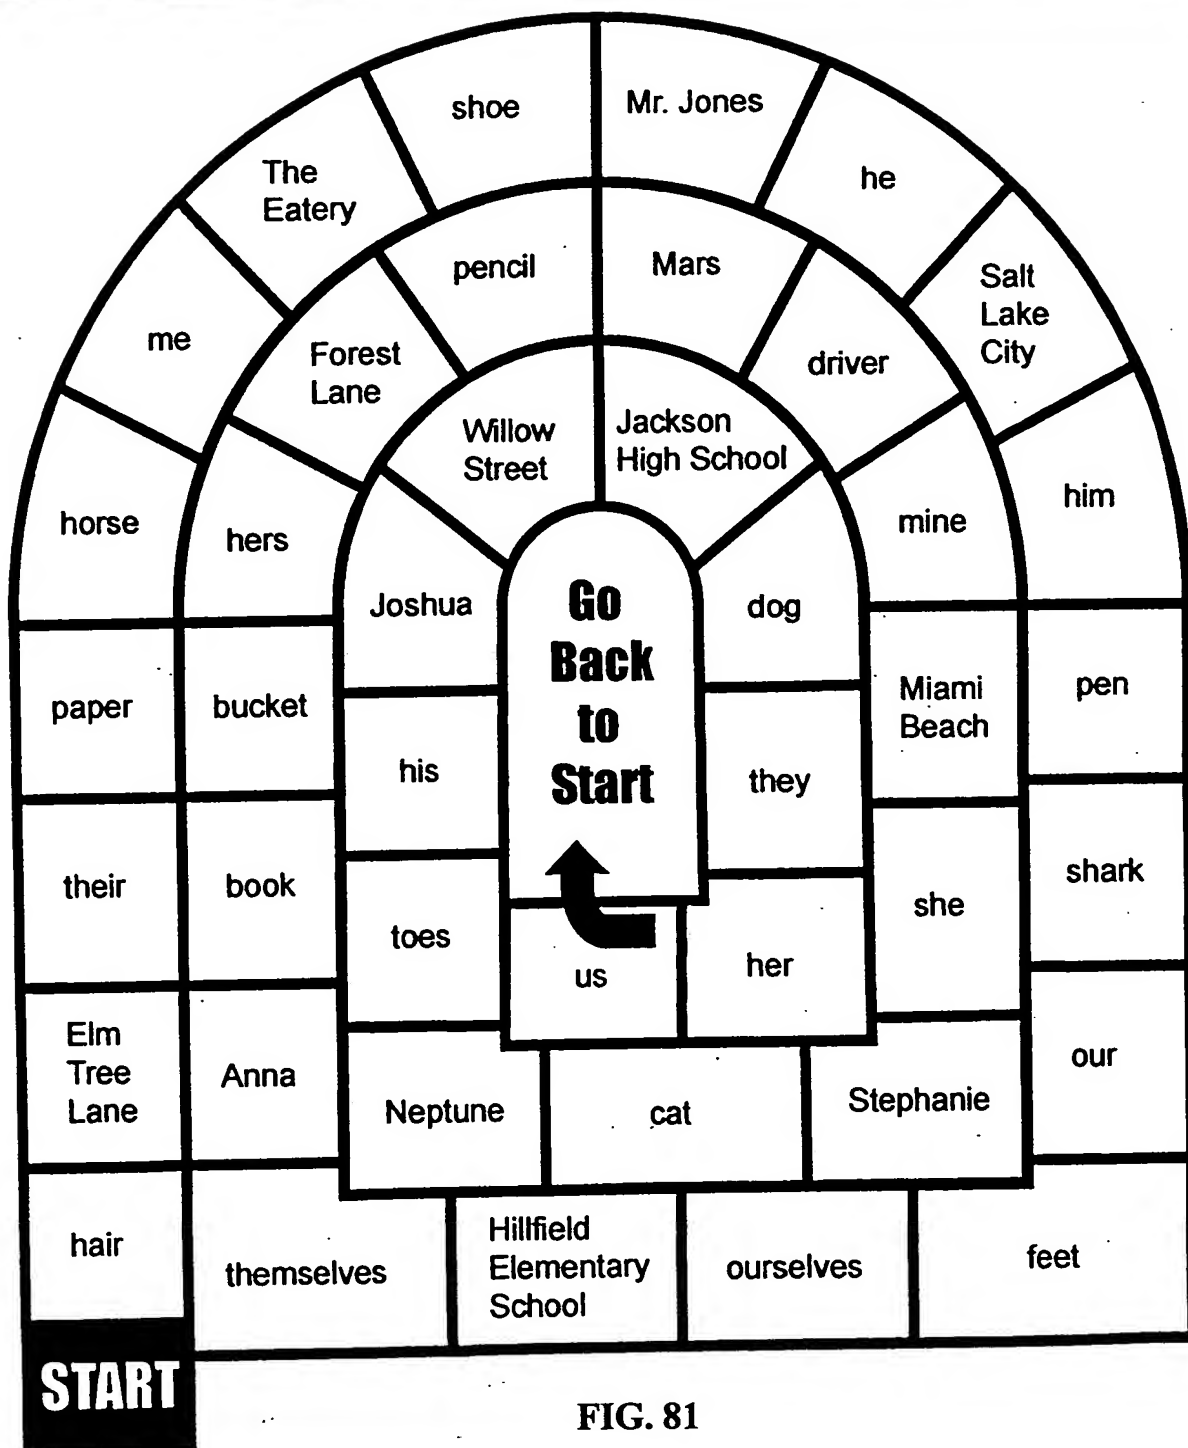 START
hair
Elm
Tree
Lane
their
paper
horse
me
The
Eatery
shoe
Mr. Jones
he
Salt
Lake
City
him
pen
shark
our
feet
ourselves
Hillfield
Elementary
School
themselves
Anna
book
bucket
hers
Forest
Lane
pencil
Mars
driver
mine
Miami
Beach
she
Stephanie
cat
Neptune
toes
his
Joshua
Willow
Street
Jackson
High School
dog
they
her
us
Go
Back
to
Start
FIG. 81